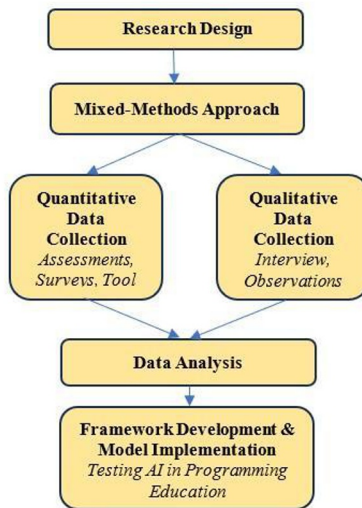 Research Design
Mixed-Methods Approach
Quantitative
Data
Collection
Assessments,
Surveys, Tool
Qualitative
Data
Collection
Interview,
Observations
Data Analysis
Framework Development &
Model Implementation
Testing AI in Programming
Education